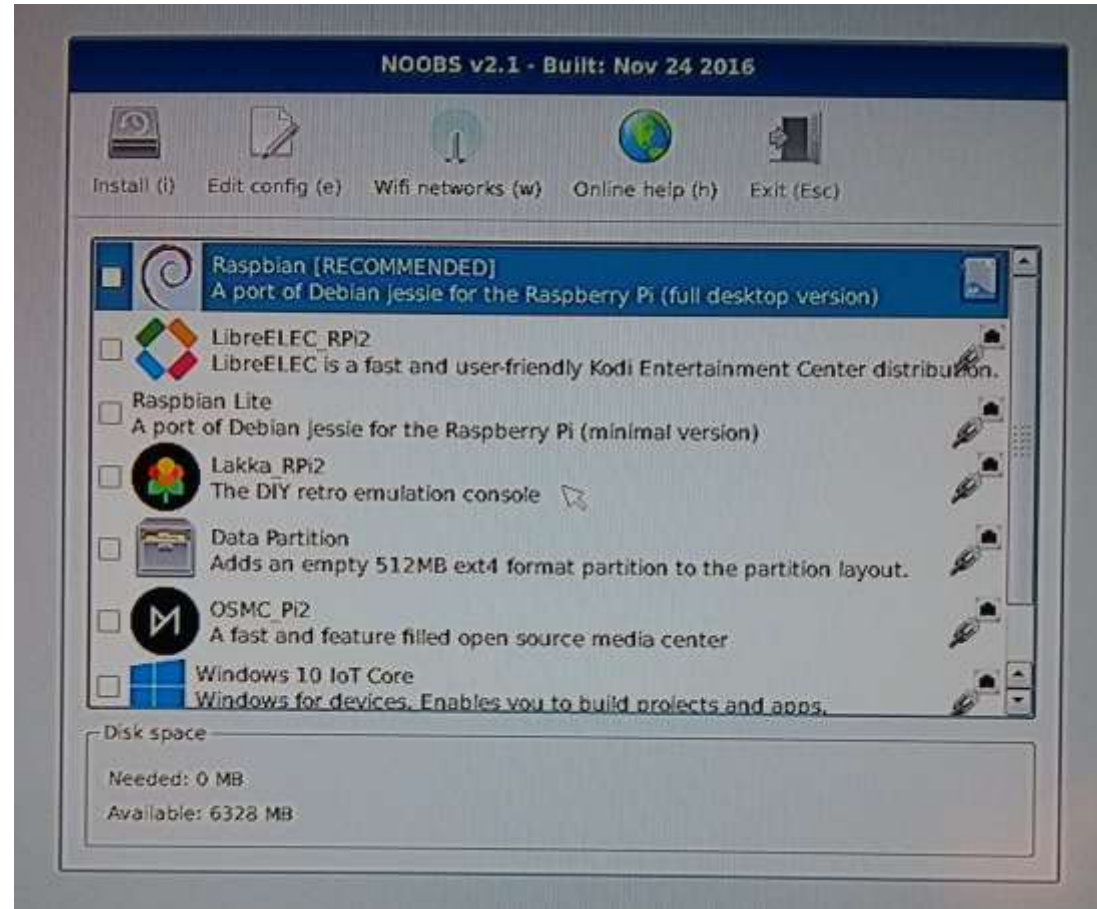 NOOBS v2.1 - Built: Nov 24 2016
Install (i) Edit config (e) Wifi networks (w) Online help (h) Exit (Esc)
Raspbian [RECOMMENDED]
A port of Debian jessie for the Raspberry Pi (full desktop version)
LibreELEC_RPi2
LibreELEC is a fast and user-friendly Kodi Entertainment Center distribution.
Raspbian Lite
A port of Debian jessie for the Raspberry Pi (minimal version)
Lakka_RPi2
The DIY retro emulation console
Data Partition
Adds an empty 512MB ext4 format partition to the partition layout.
OSMC_Pi2
A fast and feature filled open source media center
Windows 10 IoT Core
Windows for devices. Enables you to build projects and apps.
Disk space
Needed: 0 MB
Available: 6328 MB